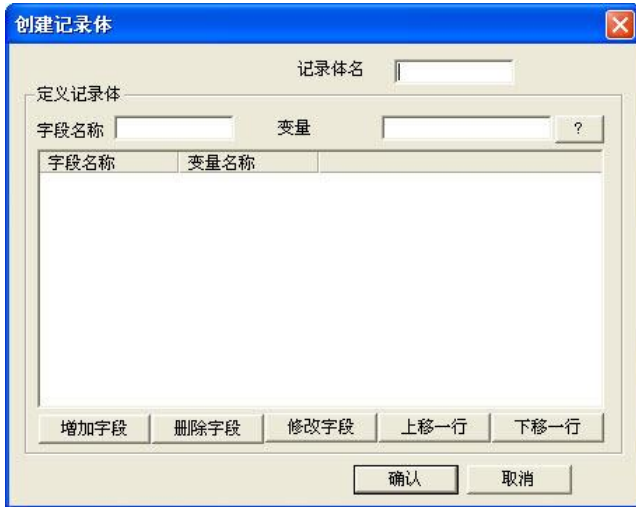 创建记录体
记录体名
定义记录体
字段名称 变量 ?
字段名称 变量名称
增加字段 删除字段 修改字段 上移一行 下移一行
确认 取消